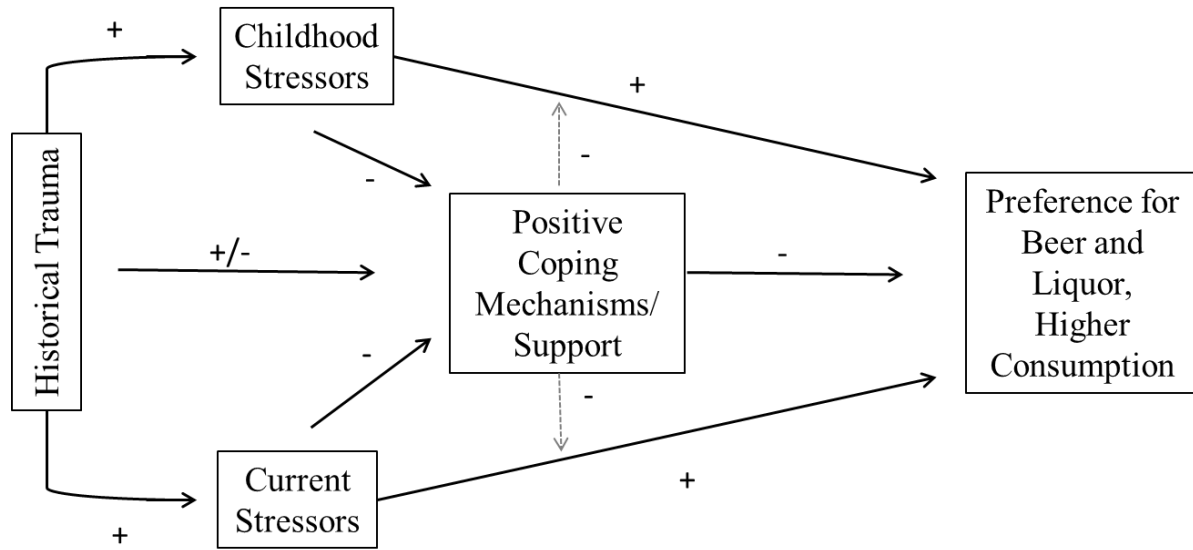 +
Childhood
Stressors
+
-
-
Historical Trauma
+/-
Positive
Coping
Mechanisms/
Support
-
Preference for
Beer and
Liquor,
Higher
Consumption
-
-
+
Current
Stressors
+